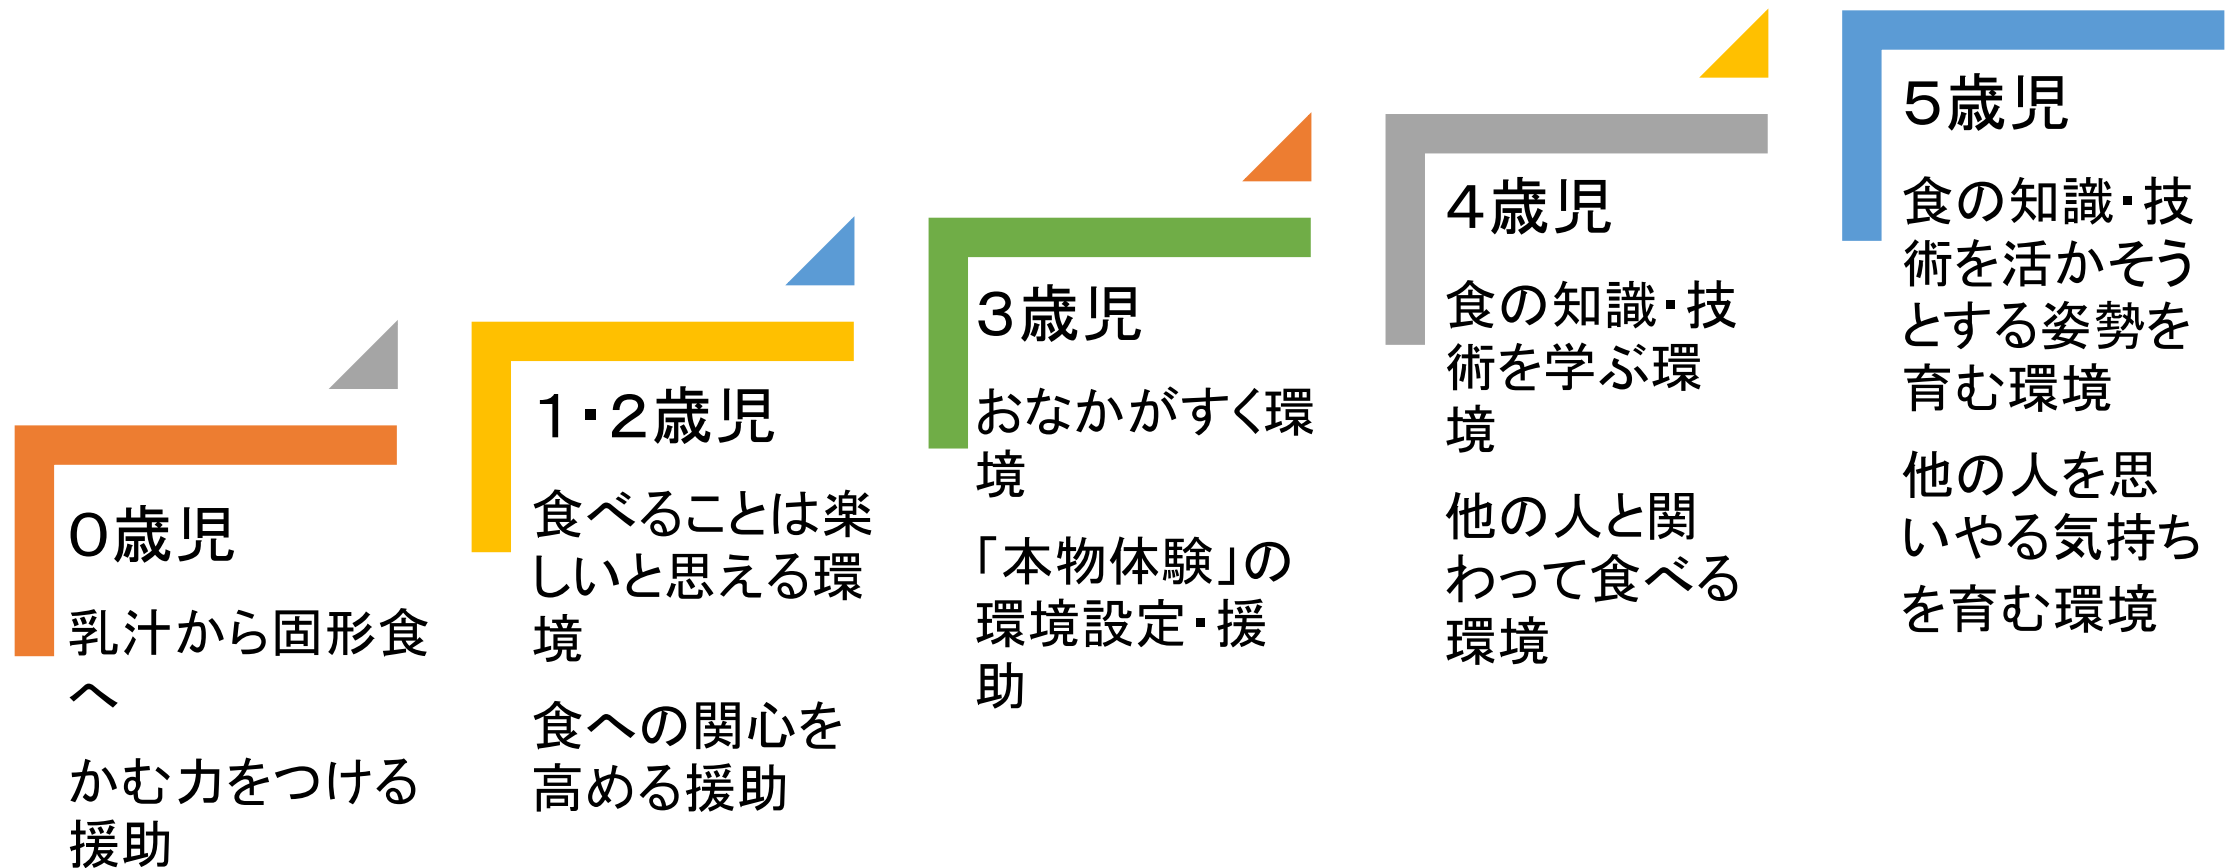 ０歳児
乳汁から固形食
へ
かむ力をつける
援助
１・２歳児
食べることは楽
しいと思える環
境
食への関心を
高める援助
３歳児
おなかがすく環
境
「本物体験」の
環境設定・援
助
４歳児
食の知識・技
術を学ぶ環
境
他の人と関
わって食べる
環境
５歳児
食の知識・技
術を活かそう
とする姿勢を
育む環境
他の人を思
いやる気持ち
を育む環境